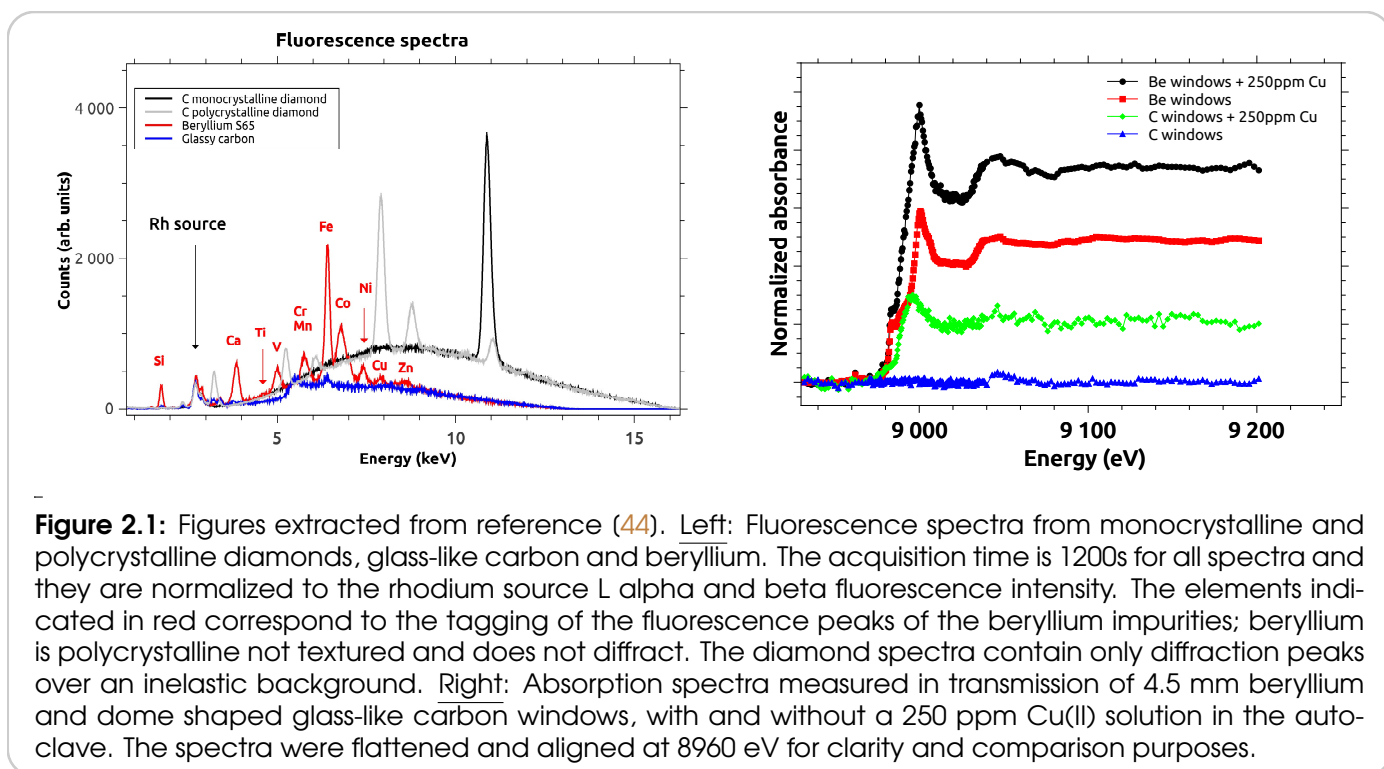 Fluorescence spectra
C monocrystalline diamond
C polycrystalline diamond
Beryllium S65
Glassy carbon
4 000
2 000
0
Counts (arb. units)
Rh source
Si
Ca
Ti
V
Cr
Mn
Fe
Co
Ni
Cu
Zn
5
10
15
Energy (keV)
Be windows + 250ppm Cu
Be windows
C windows + 250ppm Cu
C windows
Normalized absorbance
9 000
9 100
9 200
Energy (eV)
Figure 2.1: Figures extracted from reference (44). Left: Fluorescence spectra from monocrystalline and
polycrystalline diamonds, glass-like carbon and beryllium. The acquisition time is 1200s for all spectra and
they are normalized to the rhodium source L alpha and beta fluorescence intensity. The elements indi-
cated in red correspond to the tagging of the fluorescence peaks of the beryllium impurities; beryllium
is polycrystalline not textured and does not diffract. The diamond spectra contain only diffraction peaks
over an inelastic background. Right: Absorption spectra measured in transmission of 4.5 mm beryllium
and dome shaped glass-like carbon windows, with and without a 250 ppm Cu(II) solution in the auto-
clave. The spectra were flattened and aligned at 8960 eV for clarity and comparison purposes.